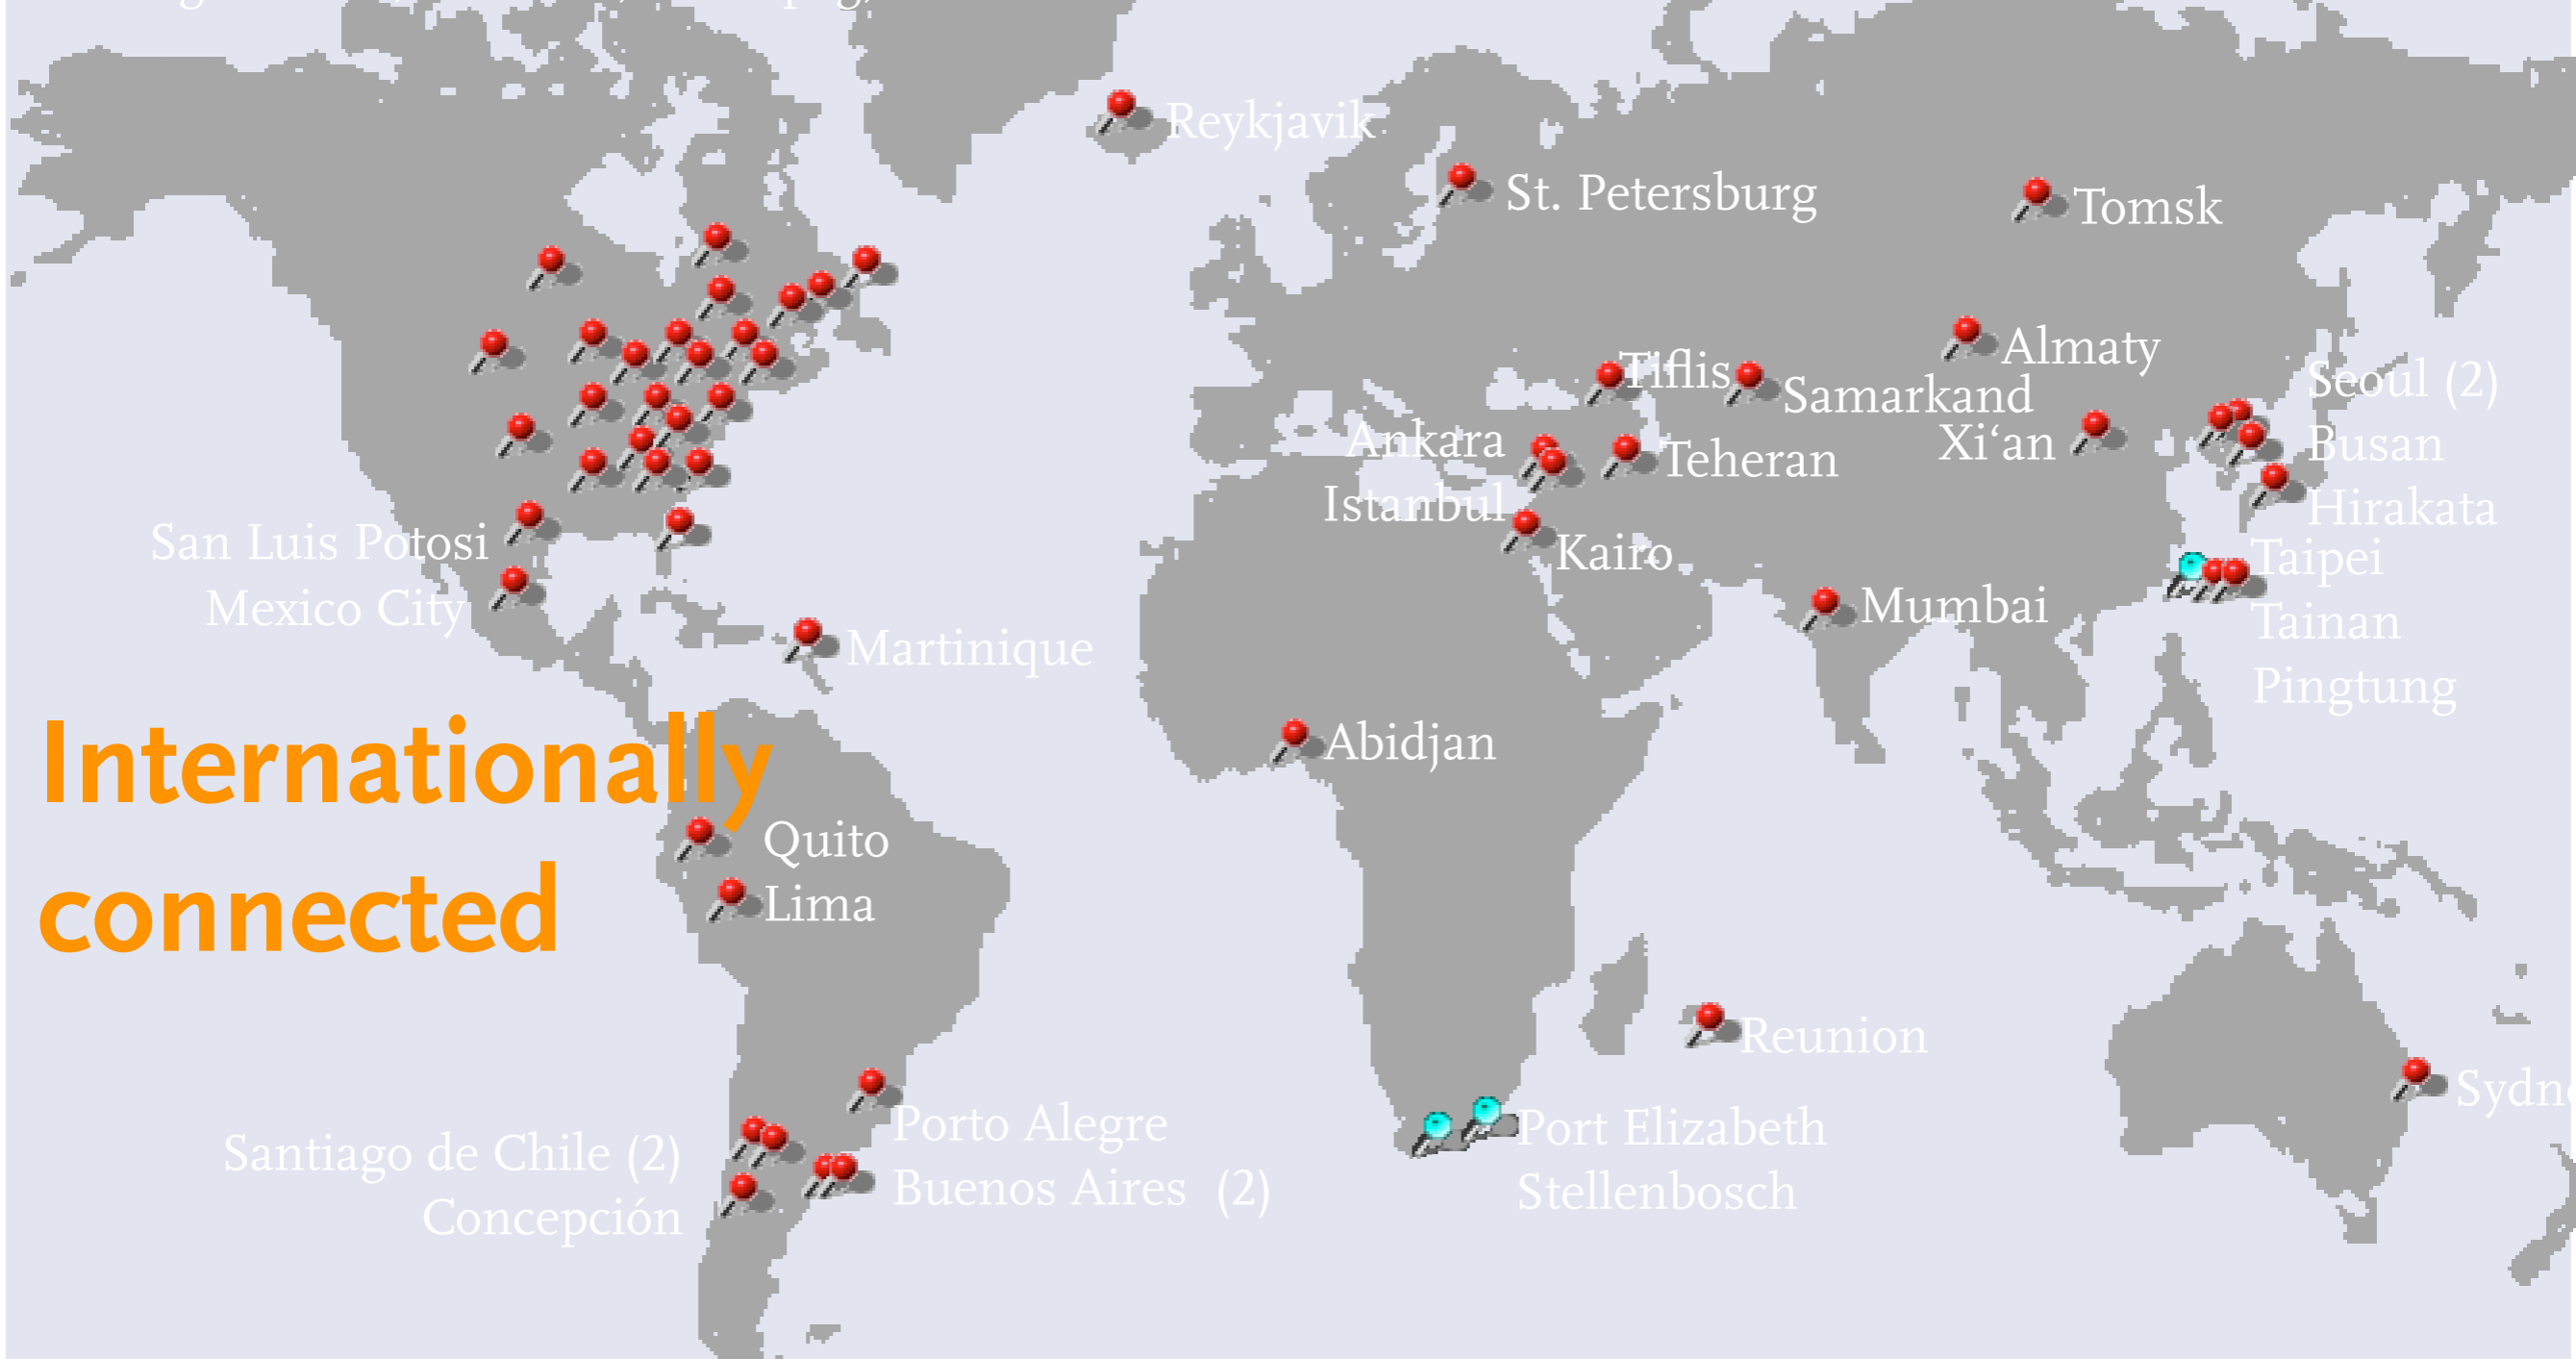 Reykjavik
St. Petersburg
Tomsk
Almaty
Tiflis
Samarkand
Seoul (2)
Xi‘an
Busan
Ankara
Teheran
Istanbul
Hirakata
San Luis Potosi
Kairo
Taipei
Mexico City
Mumbai
Tainan
Martinique
Pingtung
Internationally
Abidjan
Quito
connected
Lima
Reunion
Porto Alegre
Port Elizabeth
Santiago de Chile (2)
Buenos Aires (2)
Stellenbosch
Concepción